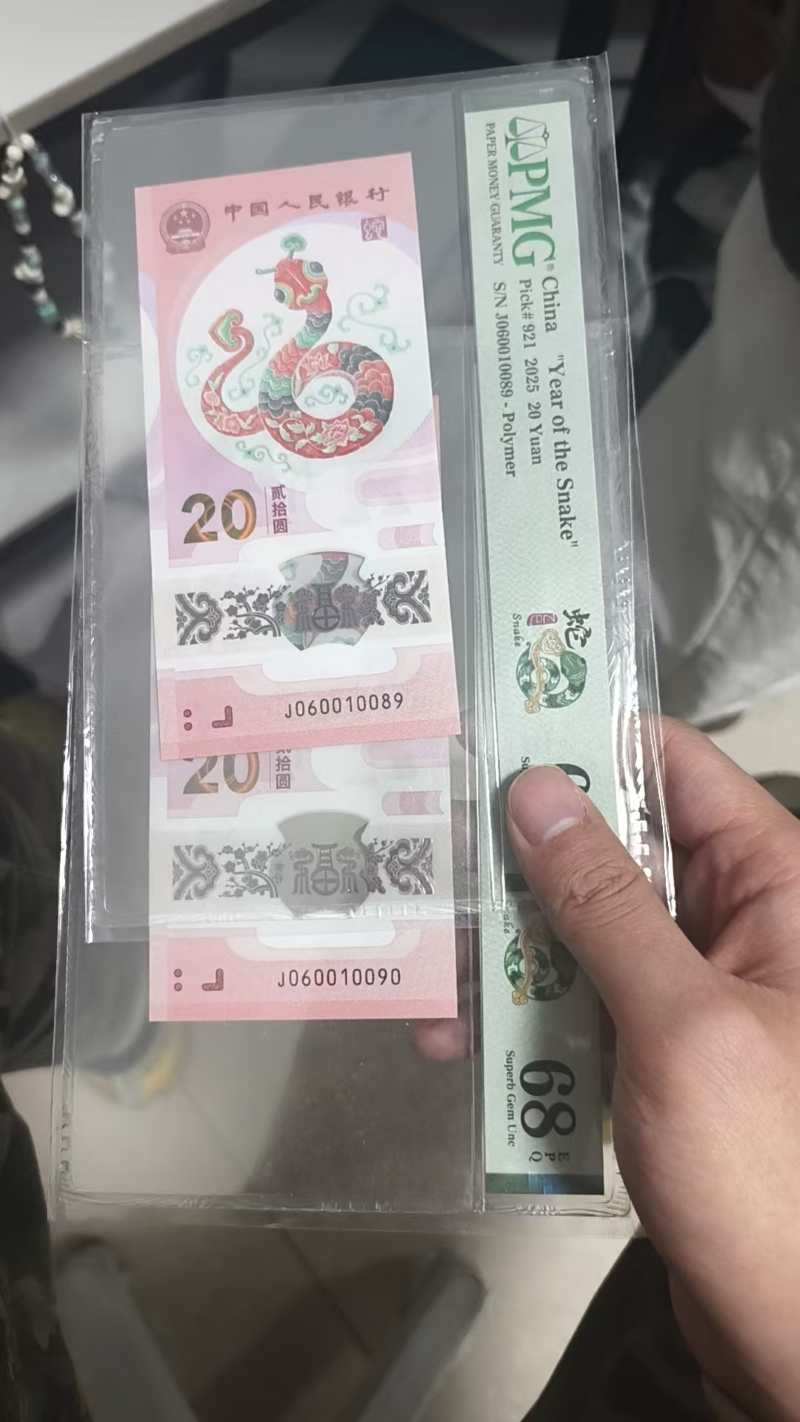 中国人民银行
20
贰拾圆
福
J060010089
20
拾圆
福
J060010090
PMG®
PAPER MONEY GUARANTY
China "Year of the Snake"
Pick# 921 2025 20 Yuan
S/N J060010089 - Polymer
蛇
Snake
68
EPQ
Superb Gem Unc